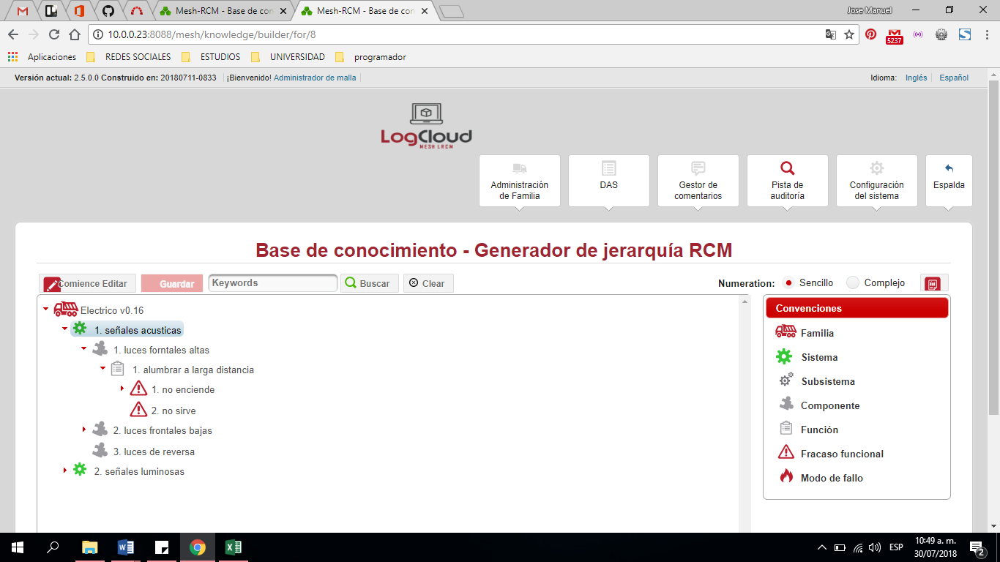 Mesh-RCM - Base de con
Mesh-RCM - Base de con
Jose Manuel
10.0.0.23:8088/mesh/knowledge/builder/for/8
5237
Aplicaciones
REDES SOCIALES
ESTUDIOS
UNIVERSIDAD
programador
Versión actual: 2.5.0.0 Construido en: 20180711-0833
¡Bienvenido! Administrador de malla
Idioma:
Inglés
Español
LogCloud
MESH LRCM
Administración
de Familia
DAS
Gestor de
comentarios
Pista de
auditoría
Configuración
del sistema
Espalda
Base de conocimiento - Generador de jerarquía RCM
Comience Editar
Guardar
Keywords
Buscar
Clear
Numeration:
Sencillo
Complejo
Electrico v0.16
1. señales acusticas
1. luces forntales altas
1. alumbrar a larga distancia
1. no enciende
2. no sirve
2. luces frontales bajas
3. luces de reversa
2. señales luminosas
Convenciones
Familia
Sistema
Subsistema
Componente
Función
Fracaso funcional
Modo de fallo
ESP
10:49 a. m.
30/07/2018
2